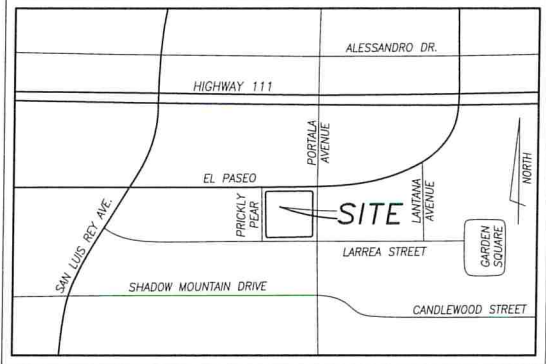 ALESSANDRO DR.
HIGHWAY 111
PORTALA
AVENUE
EL PASEO
PRICKLY
PEAR
SITE
LANTANA
AVENUE
NORTH
SAN LUIS REY AVE.
LARREA STREET
GARDEN
SQUARE
SHADOW MOUNTAIN DRIVE
CANDLEWOOD STREET